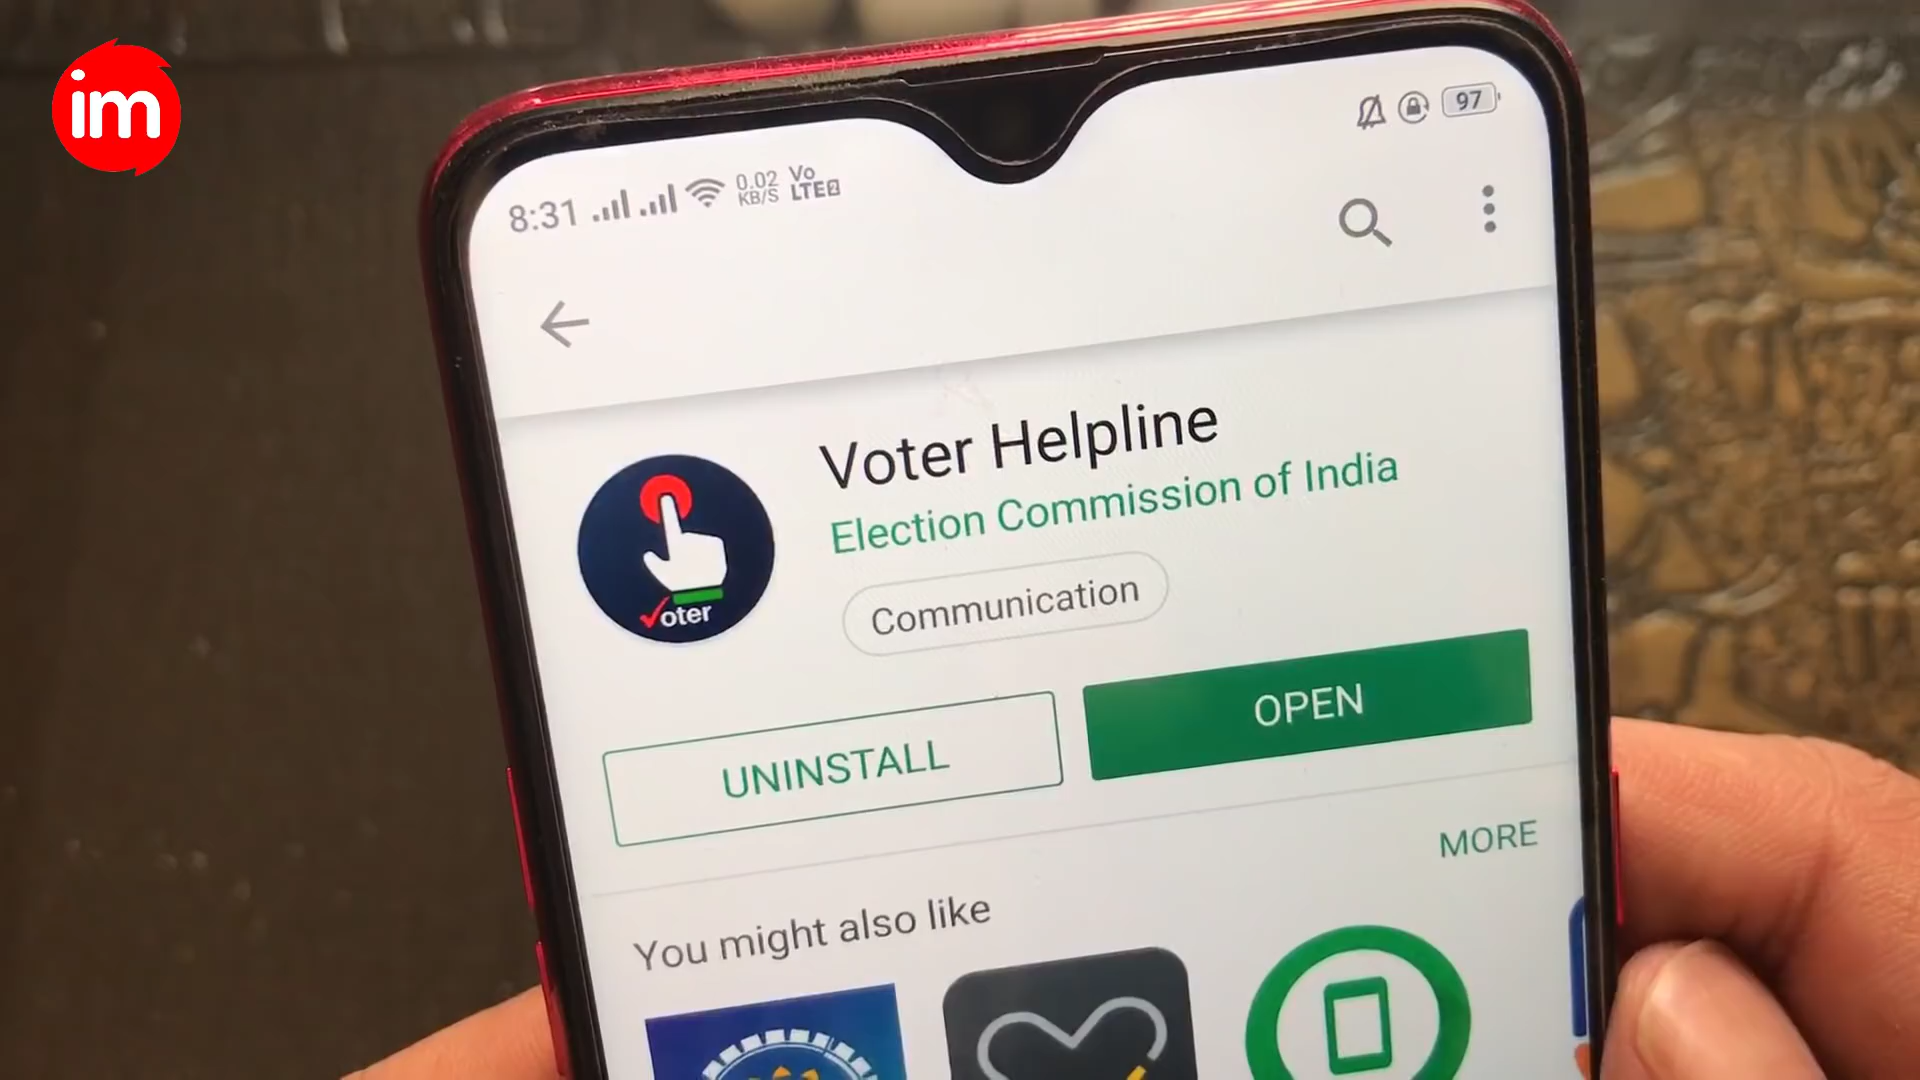 im
8:31 0.02 KB/S Vo LTE2 97
Voter Helpline
Election Commission of India
Communication
Voter
UNINSTALL
OPEN
MORE
You might also like